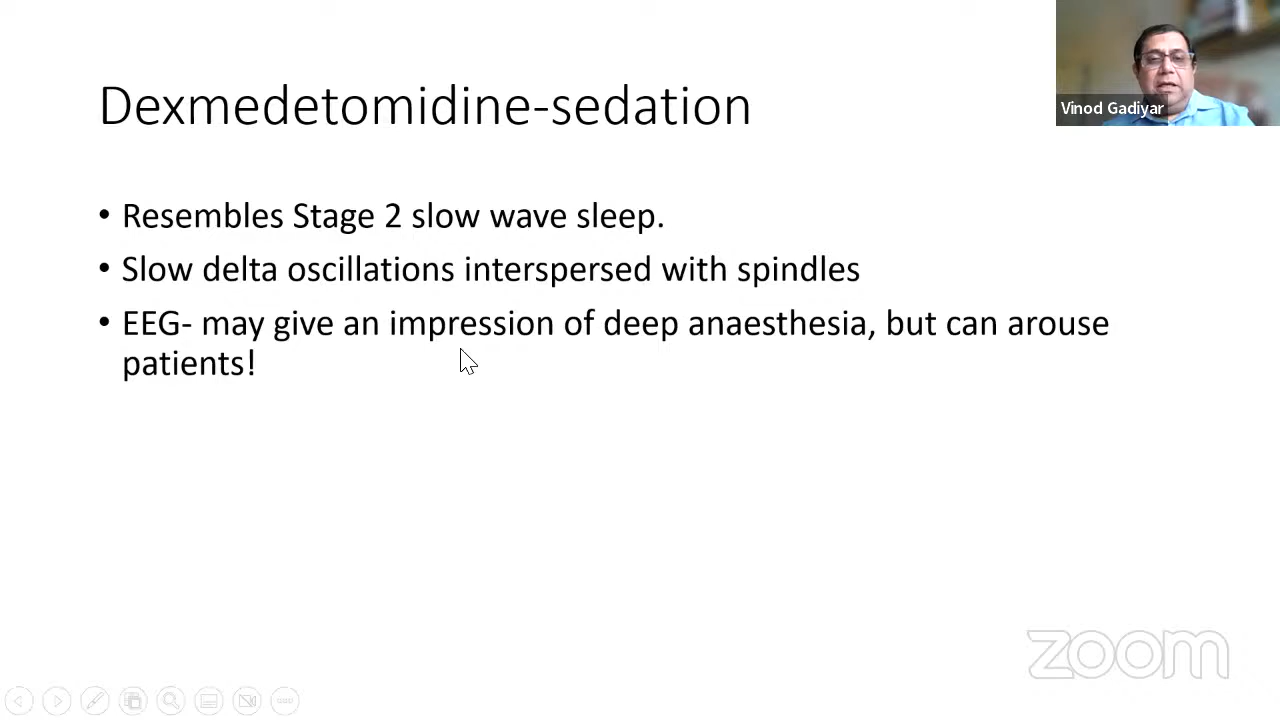 Dexmedetomidine-sedation
Vinod Gadiyar
• Resembles Stage 2 slow wave sleep.
• Slow delta oscillations interspersed with spindles
• EEG- may give an impression of deep anaesthesia, but can arouse
patients!
zoom